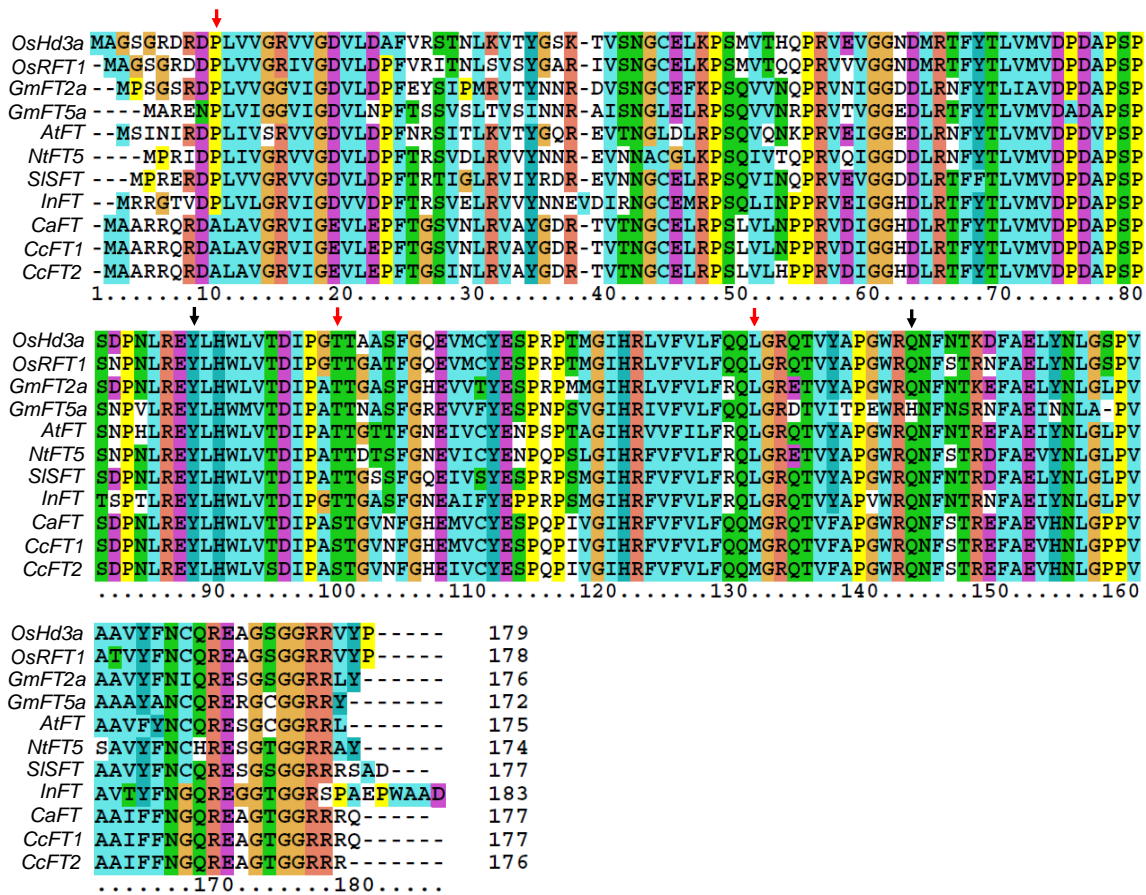 OsHd3a MAGSGRDRDPLVVGRVVGDVLDAFVRSTNLKVTYGSK-TVSNGCELKPSMVTHQPRVEVGGNDMRTFYTLVMVDPDAPSP
OsRFT1 -MAGSGRDDPLVVGRIVGDVLDPFVRITNLSVSYGAR-IVSNGCELKPSMVTQQPRVVVGGNDMRTFYTLVMVDPDAPSP
GmFT2a --MPSGSRDPLVVGGVIGDVLDPFEYSIPMRVTYNNR-DVSNGCEFKPSQVVNQPRVNIGGDDLRNFYTLIAVDPDAPSP
GmFT5a ----MARENPLVIGGVIGDVLNPFTSSVSLTVSINNR-AISNGLELRPSQVVNRPRVTVGGEDLRTFYTLVMVDADAPSP
AtFT --MSINIRDPLIVSRVVGDVLDPFNRSITLKVTYGQR-EVTNGLDLRPSQVQNKPRVEIGGEDLRNFYTLVMVDPDVPSP
NtFT5 ----MPRIDPLIVGRVVGDVLDPFTRSVDLRVVYNNR-EVNNACGLKPSQIVTQPRVQIGGDDLRNFYTLVMVDPDAPSP
SlSFT ---MPRERDPLVVGRVVGDVLDPFTRTIGLRVIYRDR-EVNNGCELRPSQVINQPRVEVGGDDLRTFFTLVMVDPDAPSP
InFT --MRRGTVDPLVLGRVIGDVVDPFTRSVELRVVYNNEVDIRNGCEMRPSQLINPPRVEIGGHDLRTFYTLVMVDPDAPSP
CaFT -MAARRQRDALAVGRVIGEVLEPFTGSVNLRVAYGDR-TVTNGCELRPSLVLNQPRVDIGGHDLRTFYTLVMVDPDAPSP
CcFT1 -MAARRQRDALAVGRVIGEVLEPFTGSVNLRVAYGDR-TVTNGCELRPSLVLNPPRVDIGGHDLRTFYTLVMVDPDAPSP
CcFT2 -MAARRQRDALAVGRVIGEVLEPFTGSINLRVAYGDR-TVTNGCELRPSLVLHPPRVDIGGHDLRTFYTLVMVDPDAPSP
1........10........20........30........40........50........60........70........80
OsHd3a SDPNLREYLHWLVTDIPGTTAASFGQEVMCYESPRPTMGIHRLVFVLFQQLGRQTVYAPGWRQNFNTKDFAELYNLGSPV
OsRFT1 SNPNLREYLHWLVTDIPGTTGATFGQEVMCYESPRPTMGIHRLVFVLFQQLGRQTVYAPGWRQNFSTRNFAELYNLGSPV
GmFT2a SDPNLREYLHWLVTDIPATTGASFGHEVVTYESPRPMMGIHRLVFVLFRQLGRETVYAPGWRQNFNTKEFAELYNLGLPV
GmFT5a SNPVLREYLHWMVTDIPATTNASFGREVVFYESPNPSVGIHRIVFVLFQQLGRDTVITPEWRHNFNSRNFAEINNLA-PV
AtFT SNPHLREYLHWLVTDIPATTGTTFGNEIVCYENPSPTAGIHRVVFILFRQLGRQTVYAPGWRQNFNTREFAEIYNLGLPV
NtFT5 SNPNLREYLHWLVTDIPATTDTSFGNEVICYENPQPSLGIHRFVFVLFRQLGRETVYAPGWRQNFSTRDFAEVYNLGLPV
SlSFT SDPNLREYLHWLVTDIPATTGSSFGQEIVSYESPRPSMGIHRFVFVLFRQLGRQTVYAPGWRQNFNTRDFAELYNLGLPV
InFT TSPTLREYLHWLVTDIPGTTGASFGNEAIFYEPPRPSMGIHRFVFVLFRQLGRQTVYAPVWRQNFNTRNFAEIYNLGLPV
CaFT SDPNLREYLHWLVTDIPASTGVNFGHEMVCYESPQPIVGIHRFVFVLFQQMGRQTVFAPGWRQNFSTREFAEVHNLGPPV
CcFT1 SDPNLREYLHWLVTDIPASTGVNFGHEMVCYESPQPIVGIHRFVFVLFQQMGRQTVFAPGWRQNFSTREFAEVHNLGPPV
CcFT2 SDPNLREYLHWLVSDIPASTGVNFGHEIVCYESPQPIVGIHRFVFVLFQQMGRQTVFAPGWRQNFSTREFAEVHNLGPPV
.........90.......100.......110.......120.......130.......140.......150.......160
OsHd3a AAVYFNCQREAGSGGRRVYP----- 179
OsRFT1 ATVYFNCQREAGSGGRRVYP----- 178
GmFT2a AAVYFNIQRESGSGGRRLY------ 176
GmFT5a AAAYANCQRERGCGGRRY------- 172
AtFT AAVFYNCQRESGCGGRRL------- 175
NtFT5 SAVYFNCHRESGTGGRRAY------ 174
SlSFT AAVYFNCQRESGSGGRRRSAD--- 177
InFT AVTYFNGQREGGTGGRSPAEPWAAD 183
CaFT AAIFFNGQREAGTGGRRRQ----- 177
CcFT1 AAIFFNGQREAGTGGRRRQ------ 177
CcFT2 AAIFFNGQREAGTGGRRR------- 176
.......170.......180.....